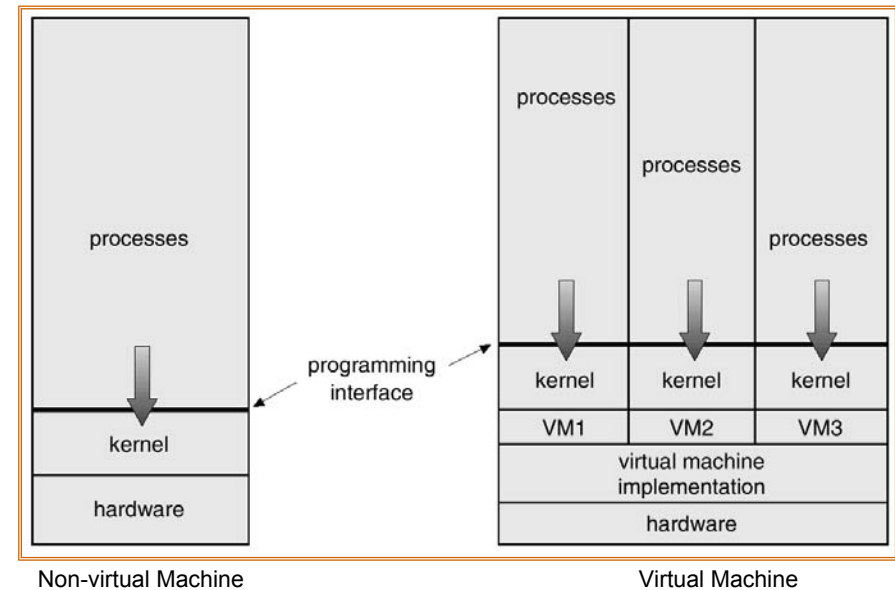 processes
kernel
hardware
programming
interface
processes
processes
processes
kernel
kernel
kernel
VM1
VM2
VM3
virtual machine
implementation
hardware
Non-virtual Machine
Virtual Machine